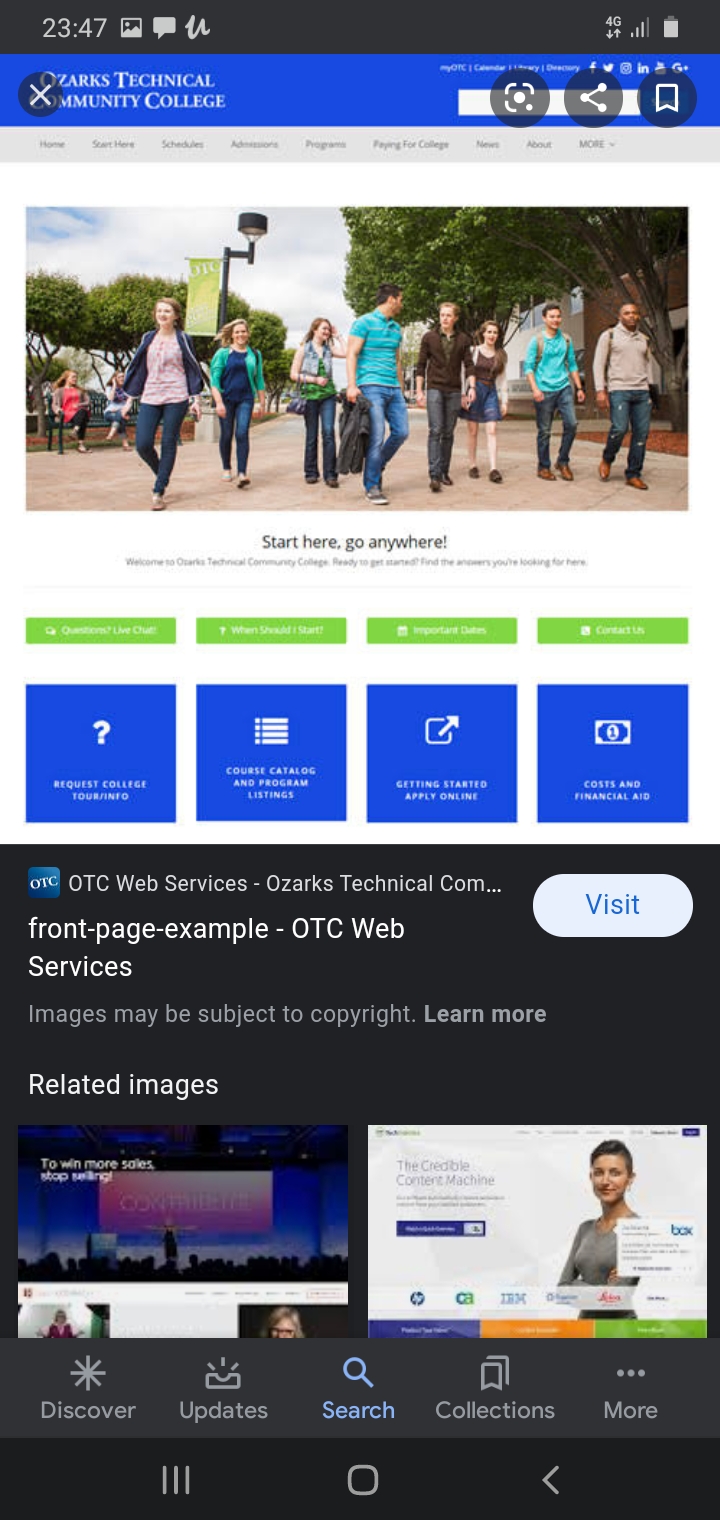 23:47
4G
OZARKS TECHNICAL
MMUNITY COLLEGE
myOTC | Calendar | Library | Directory
Home Start Here Schedules Admissions Programs Paying For College News About MORE
OTC
Start here, go anywhere!
Welcome to Ozarks Technical Community College. Ready to get started? Find the answers you're looking for here.
Questions? Live Chat! ? When Should I Start? Important Dates Contact Us
?
REQUEST COLLEGE
TOUR/INFO
COURSE CATALOG
AND PROGRAM
LISTINGS
GETTING STARTED
APPLY ONLINE
COSTS AND
FINANCIAL AID
OTC OTC Web Services - Ozarks Technical Com...
Visit
front-page-example - OTC Web
Services
Images may be subject to copyright. Learn more
Related images
To win more sales,
stop selling!
The Credible
Content Machine
box
hp ca IBM Leica
Discover Updates Search Collections More